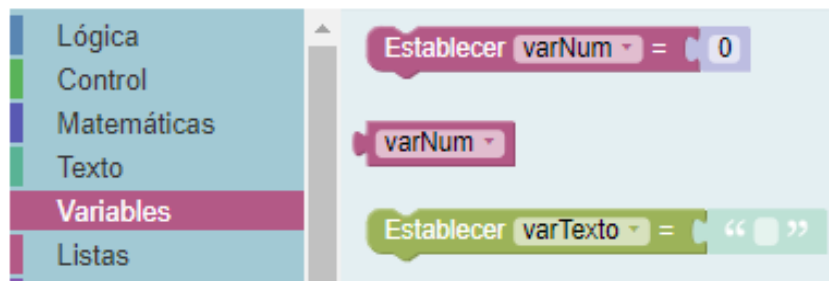 Lógica
Control
Matemáticas
Texto
Variables
Listas
Establecer varNum = 0
varNum
Establecer varTexto = “ ”